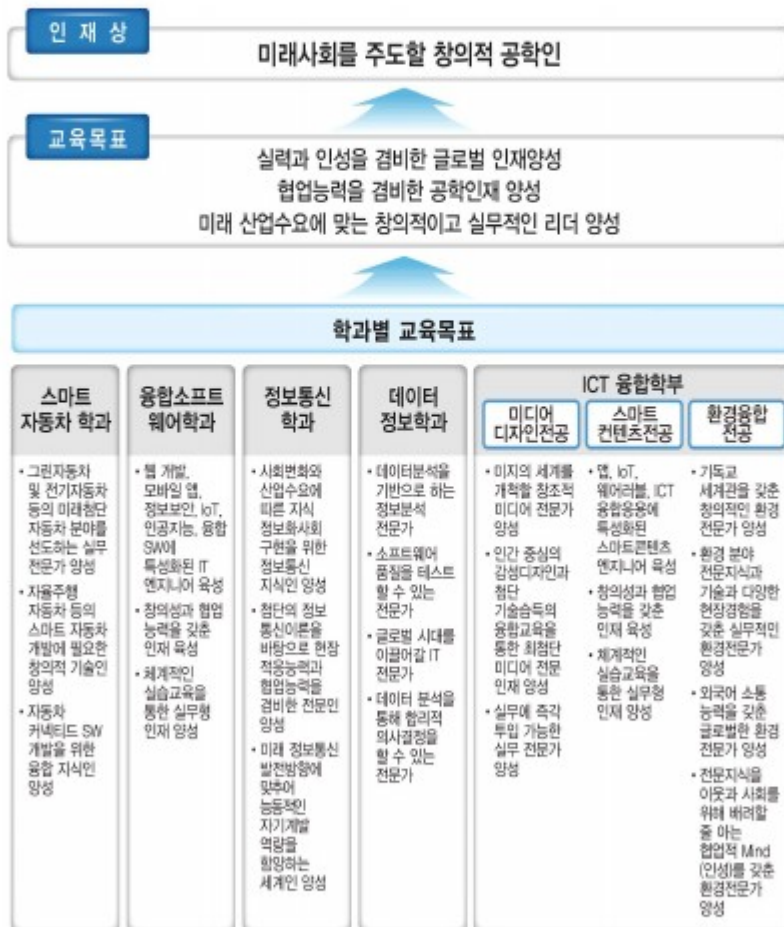 인 재 상
미래사회를 주도할 창의적 공학인
교육목표
실력과 인성을 겸비한 글로벌 인재양성
협업능력을 겸비한 공학인재 양성
미래 산업수요에 맞는 창의적이고 실무적인 리더 양성
학과별 교육목표
스마트
자동차 학과
• 그린자동차
및 전기자동차
등의 미래첨단
자동차 분야를
선도하는 실무
전문가 양성
• 자율주행
자동차 등의
스마트 자동차
개발에 필요한
창의적 기술인
양성
• 자동차
커넥티드 SW
개발을 위한
융합 지식인
양성
융합소프트
웨어학과
• 웹 개발,
모바일 앱,
정보보안, IoT,
인공지능, 융합
SW에
특성화된 IT
엔지니어 육성
• 창의성과 협업
능력을 갖춘
인재 육성
• 체계적인
실습교육을
통한 실무형
인재 양성
정보통신
학과
• 사회변화와
산업수요에
따른 지식
정보화사회
구현을 위한
정보통신
지식인 양성
• 첨단의 정보
통신이론을
바탕으로 현장
적응능력과
협업능력을
겸비한 전문인
양성
• 미래 정보통신
발전방향에
맞추어
능동적인
자기계발
역량을
함양하는
세계인 양성
데이터
정보학과
• 데이터분석을
기반으로 하는
정보분석
전문가
• 소프트웨어
품질을 테스트
할 수 있는
전문가
• 글로벌 시대를
이끌어갈 IT
전문가
• 데이터 분석을
통해 합리적
의사결정을
할 수 있는
전문가
ICT 융합학부
미디어
디자인전공
• 미지의 세계를
개척할 창조적
미디어 전문가
양성
• 인간 중심의
감성디자인과
첨단
기술습득의
융합교육을
통한 최첨단
미디어 전문
인재 양성
• 실무에 즉각
투입 가능한
실무 전문가
양성
스마트
컨텐츠전공
• 앱, IoT,
웨어러블, ICT
융합응용에
특성화된
스마트콘텐츠
엔지니어 육성
• 창의성과 협업
능력을 갖춘
인재 육성
• 체계적인
실습교육을
통한 실무형
인재 양성
환경융합
전공
• 기독교
세계관을 갖춘
창의적인 환경
전문가 양성
• 환경 분야
전문지식과
기술과 다양한
현장경험을
갖춘 실무적인
환경전문가
양성
• 외국어 소통
능력을 갖춘
글로벌한 환경
전문가 양성
• 전문지식을
이웃과 사회를
위해 배려할
줄 아는
협업적 Mind
(인성)를 갖춘
환경전문가
양성